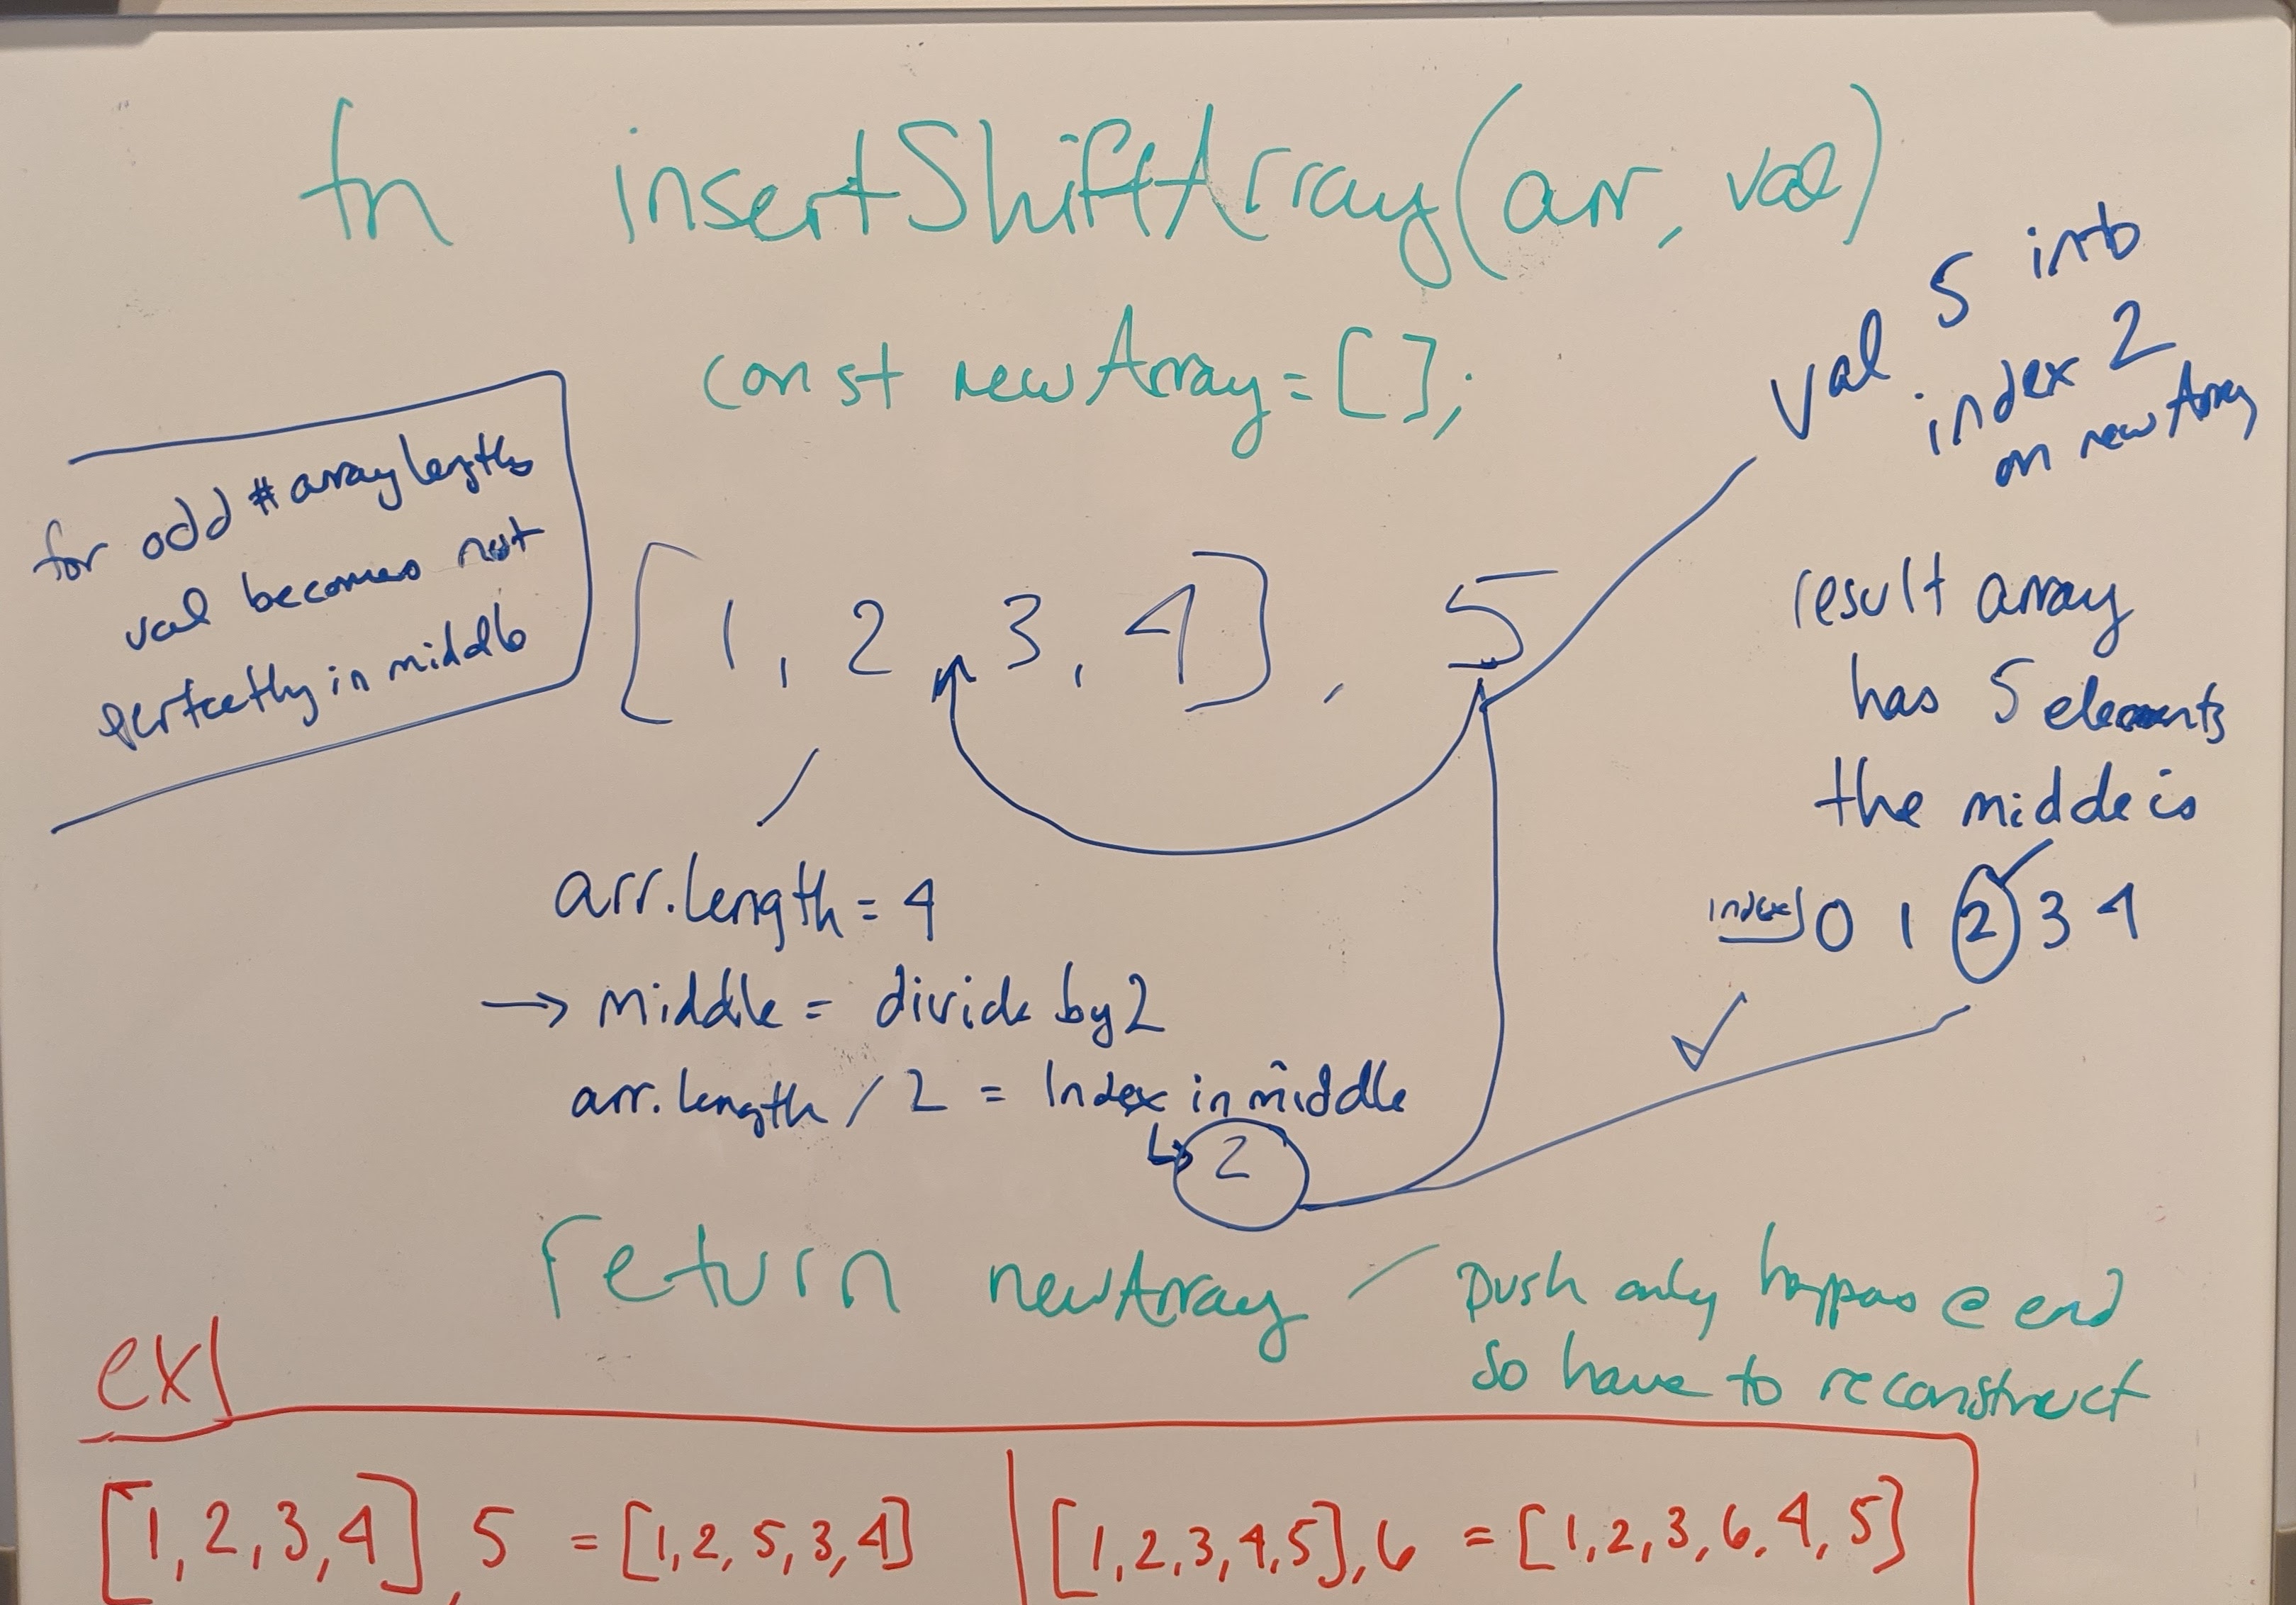 fn insertShiftArray(arr, val)
const newArray = [];
val 5 into
index 2
on newArray
for odd # array lengths
val becomes not
perfectly in middle
[1, 2, 3, 4], 5
result array
has 5 elements
the middle is
index 0 1 2 3 4
arr.length = 4
→ middle = divide by 2
arr.length / 2 = Index in middle
↳ 2
return newArray
push only happens @ end
so have to reconstruct
ex
[1,2,3,4], 5 = [1,2,5,3,4]
[1,2,3,4,5], 6 = [1,2,3,6,4,5]